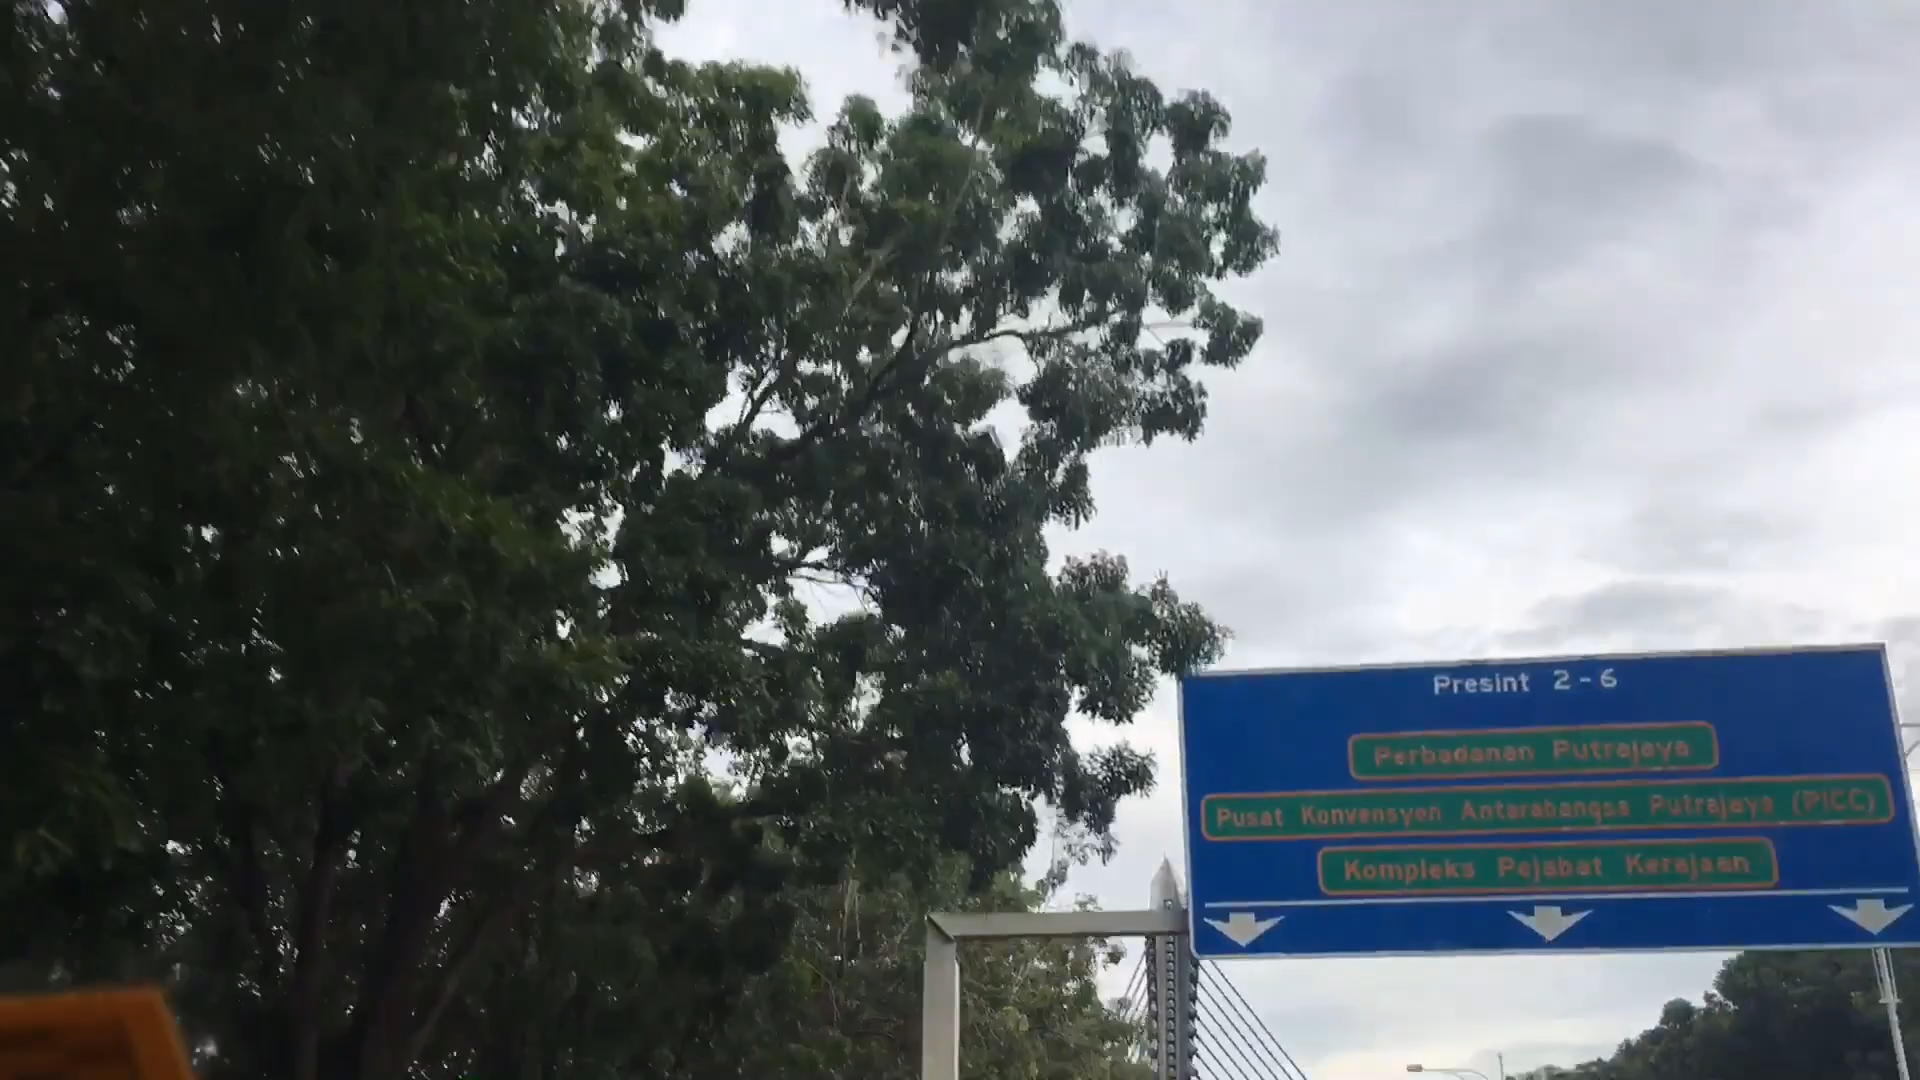 Presint 2 - 6
Perbadanan Putrajaya
Pusat Konvensyen Antarabangsa Putrajaya (PICC)
Kompleks Pejabat Kerajaan